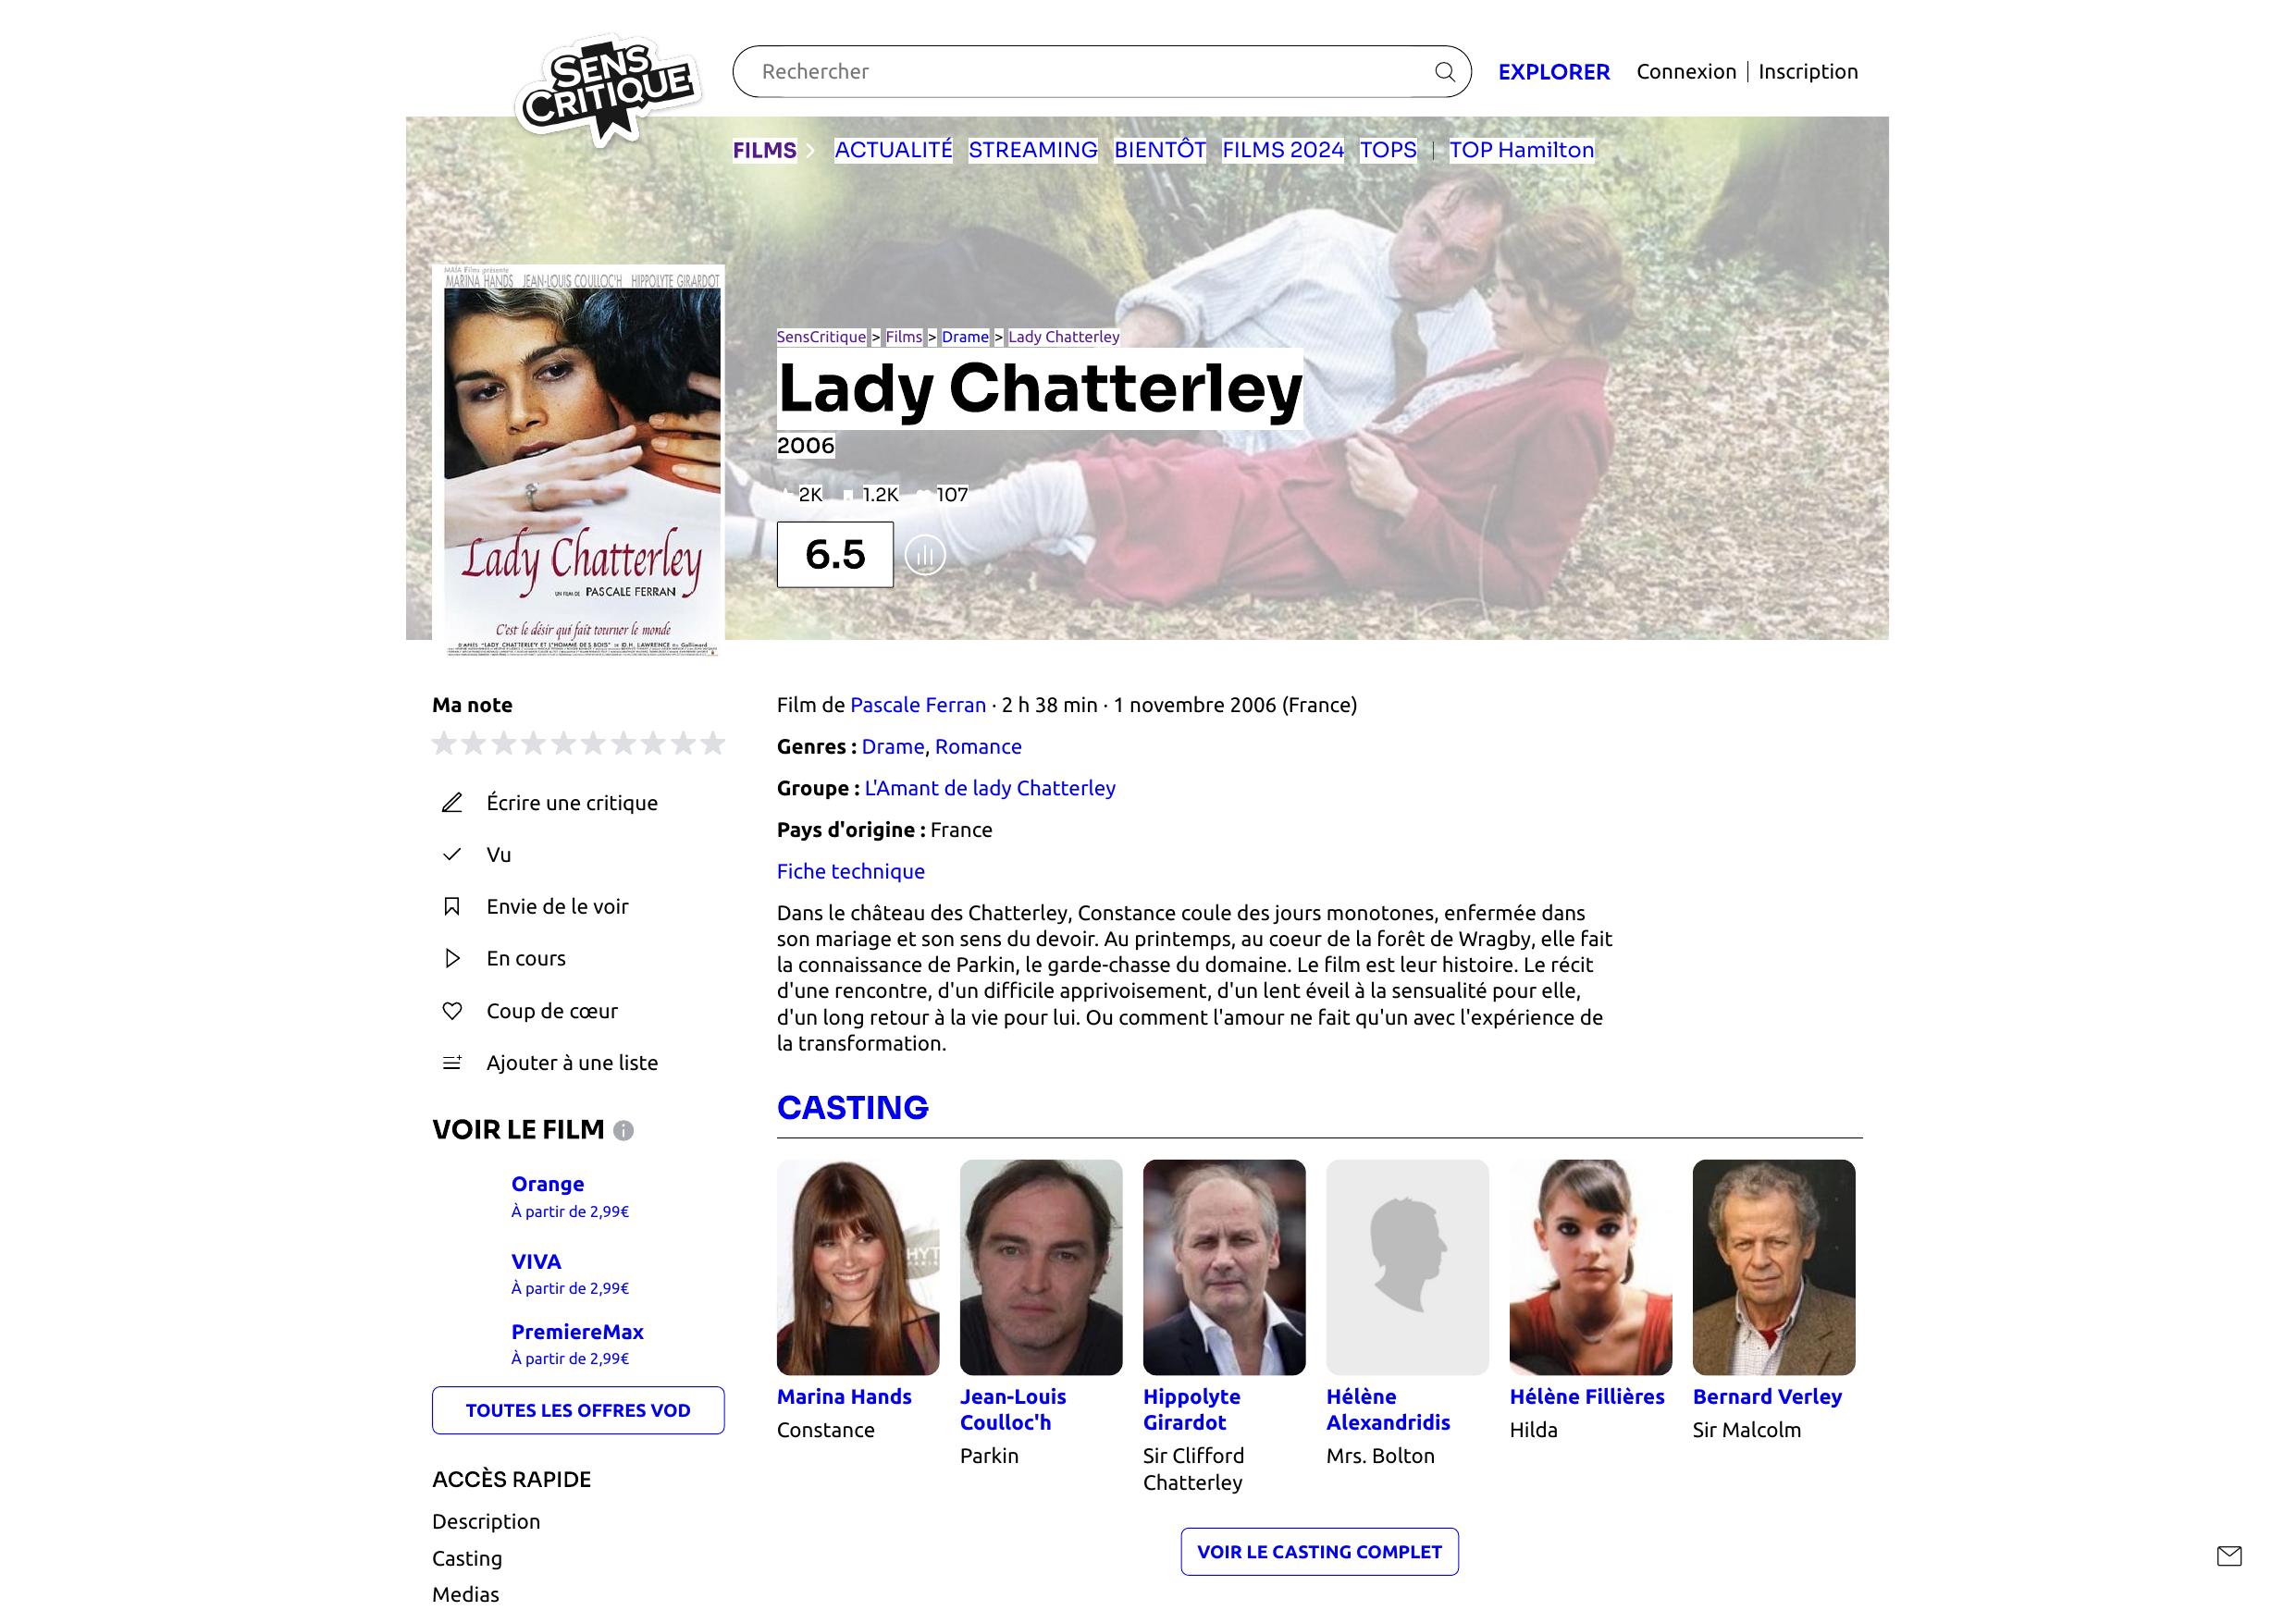 SENS
CRITIQUE
Rechercher
EXPLORER
Connexion | Inscription
FILMS
ACTUALITÉ
STREAMING
BIENTÔT
FILMS 2024
TOPS
|
TOP Hamilton
MAÏA Films présente
MARINA HANDS JEAN-LOUIS COULLOC'H HIPPOLYTE GIRARDOT
Lady Chatterley
UN FILM DE PASCALE FERRAN
C'est le désir qui fait tourner le monde
D'APRÈS "LADY CHATTERLEY ET L'HOMME DES BOIS" DE D.H. LAWRENCE
SensCritique > Films > Drame > Lady Chatterley
Lady Chatterley
2006
2K 1.2K 107
6.5
Ma note
Écrire une critique
Vu
Envie de le voir
En cours
Coup de cœur
Ajouter à une liste
VOIR LE FILM
Orange
À partir de 2,99€
VIVA
À partir de 2,99€
PremiereMax
À partir de 2,99€
TOUTES LES OFFRES VOD
ACCÈS RAPIDE
Description
Casting
Medias
Film de Pascale Ferran · 2 h 38 min · 1 novembre 2006 (France)
Genres : Drame, Romance
Groupe : L'Amant de lady Chatterley
Pays d'origine : France
Fiche technique
Dans le château des Chatterley, Constance coule des jours monotones, enfermée dans
son mariage et son sens du devoir. Au printemps, au coeur de la forêt de Wragby, elle fait
la connaissance de Parkin, le garde-chasse du domaine. Le film est leur histoire. Le récit
d'une rencontre, d'un difficile apprivoisement, d'un lent éveil à la sensualité pour elle,
d'un long retour à la vie pour lui. Ou comment l'amour ne fait qu'un avec l'expérience de
la transformation.
CASTING
Marina Hands
Constance
Jean-Louis
Coulloc'h
Parkin
Hippolyte
Girardot
Sir Clifford
Chatterley
Hélène
Alexandridis
Mrs. Bolton
Hélène Fillières
Hilda
Bernard Verley
Sir Malcolm
VOIR LE CASTING COMPLET